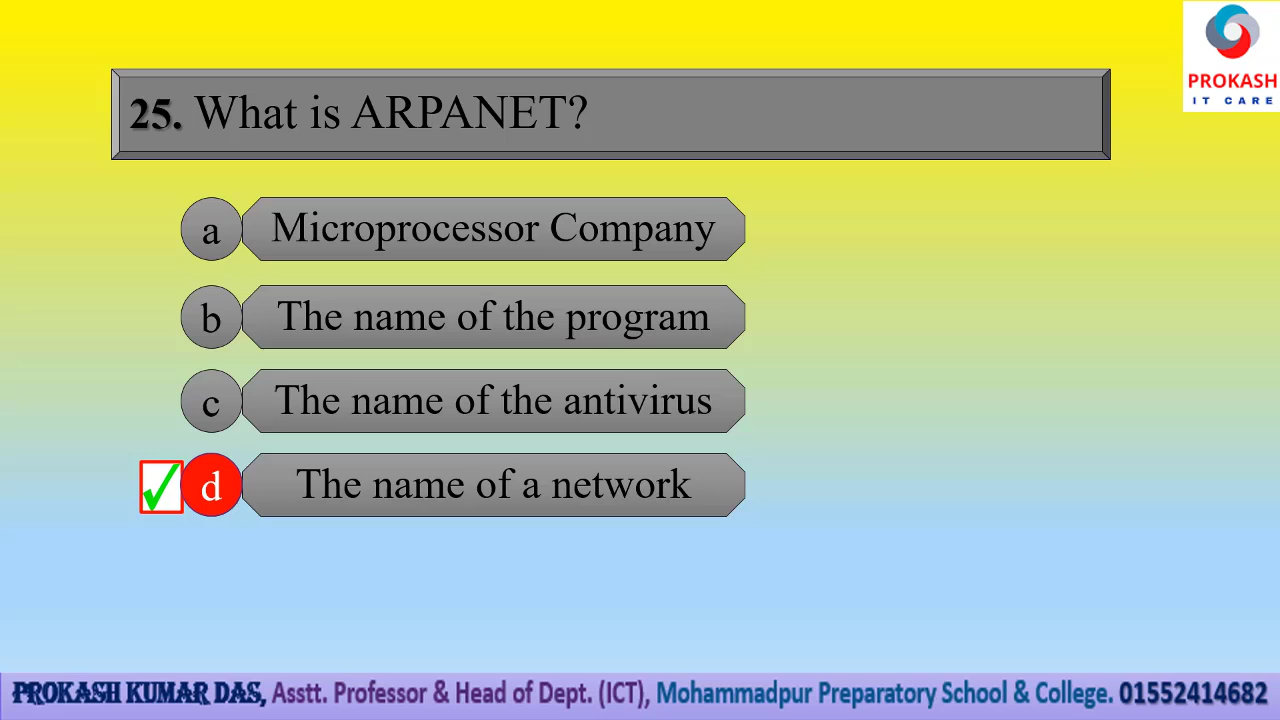 PROKASH
IT CARE
25. What is ARPANET?
a Microprocessor Company
b The name of the program
c The name of the antivirus
d The name of a network
PROKASH KUMAR DAS, Asstt. Professor & Head of Dept. (ICT), Mohammadpur Preparatory School & College. 01552414682